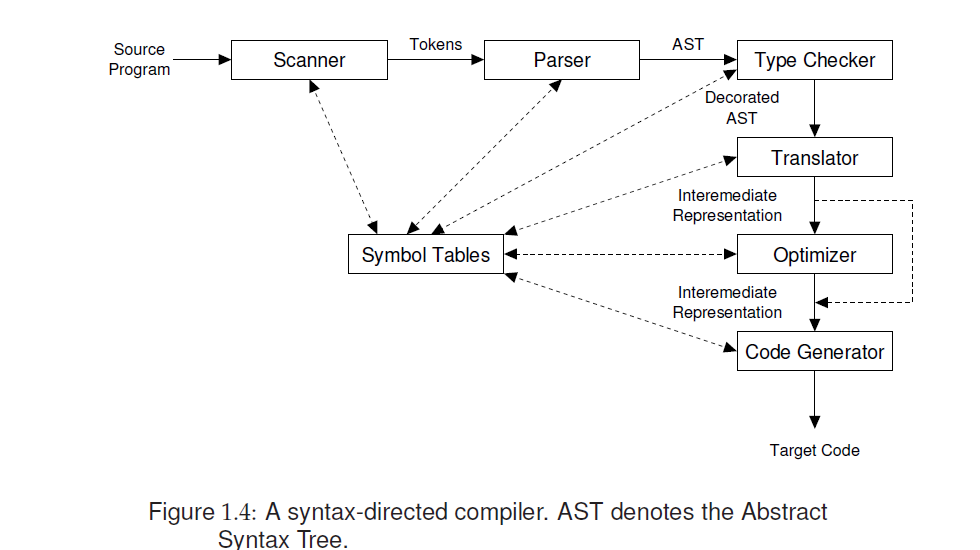 Source
Program
Scanner
Tokens
Parser
AST
Type Checker
Decorated
AST
Translator
Interemediate
Representation
Symbol Tables
Optimizer
Interemediate
Representation
Code Generator
Target Code
Figure 1.4: A syntax-directed compiler. AST denotes the Abstract
Syntax Tree.